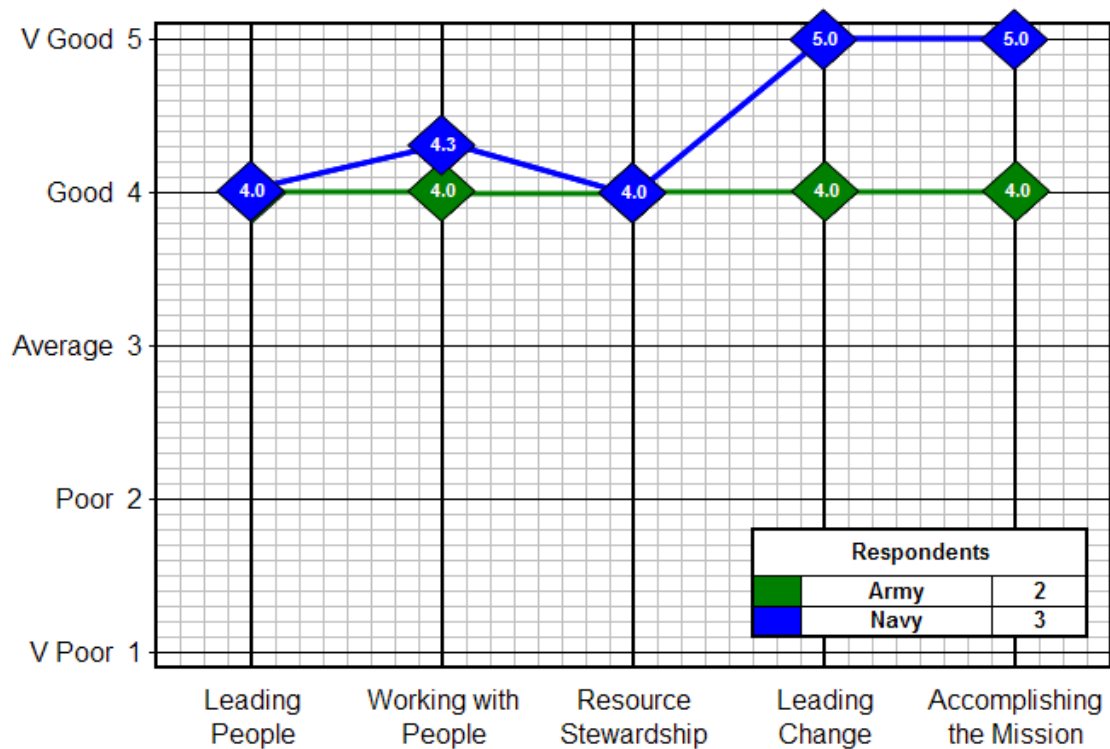 V Good 5
5.0 5.0
4.3
Good 4
4.0 4.0 4.0 4.0 4.0
Average 3
Poor 2
Respondents
Army 2
Navy 3
V Poor 1
Leading People
Working with People
Resource Stewardship
Leading Change
Accomplishing the Mission